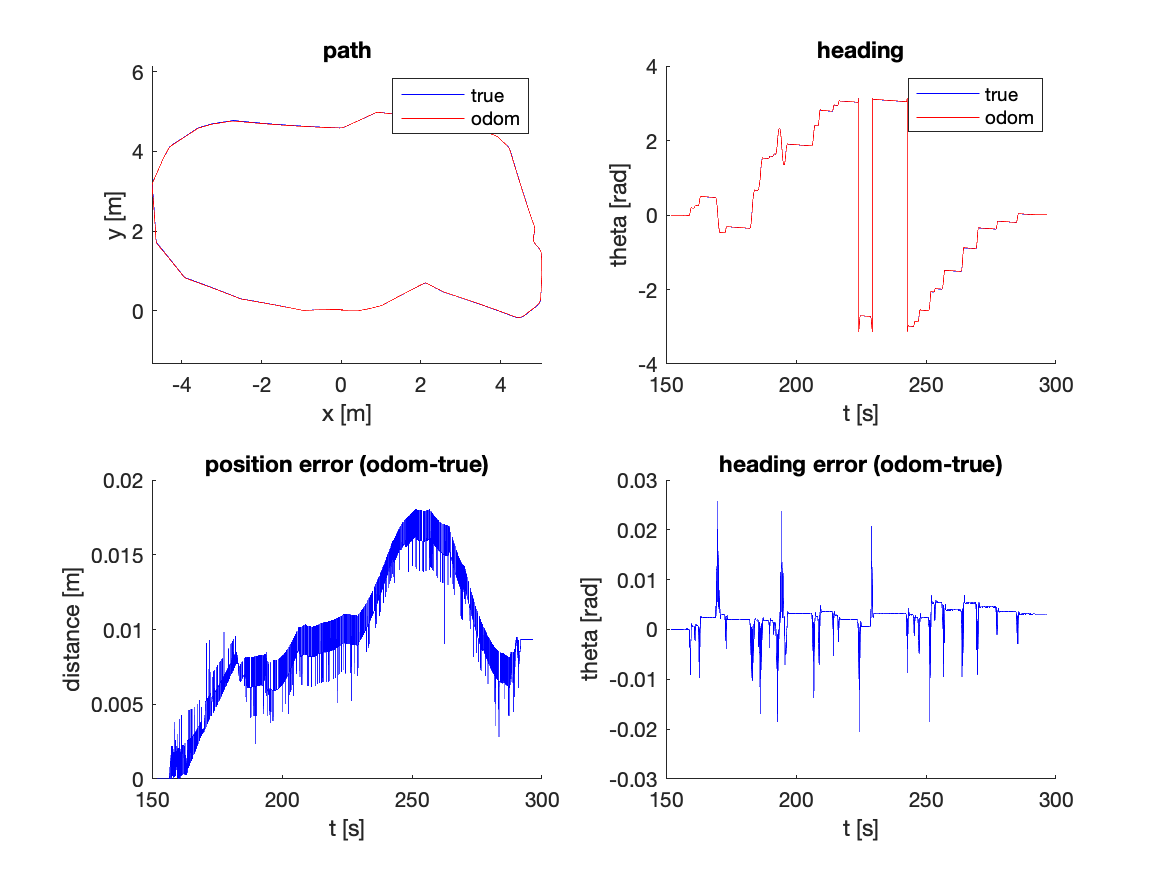 path
true
odom
6
4
2
0
y [m]
-4
-2
0
2
4
x [m]
heading
true
odom
4
2
0
-2
-4
theta [rad]
150
200
250
300
t [s]
position error (odom-true)
0.02
0.015
0.01
0.005
0
distance [m]
150
200
250
300
t [s]
heading error (odom-true)
0.03
0.02
0.01
0
-0.01
-0.02
-0.03
theta [rad]
150
200
250
300
t [s]